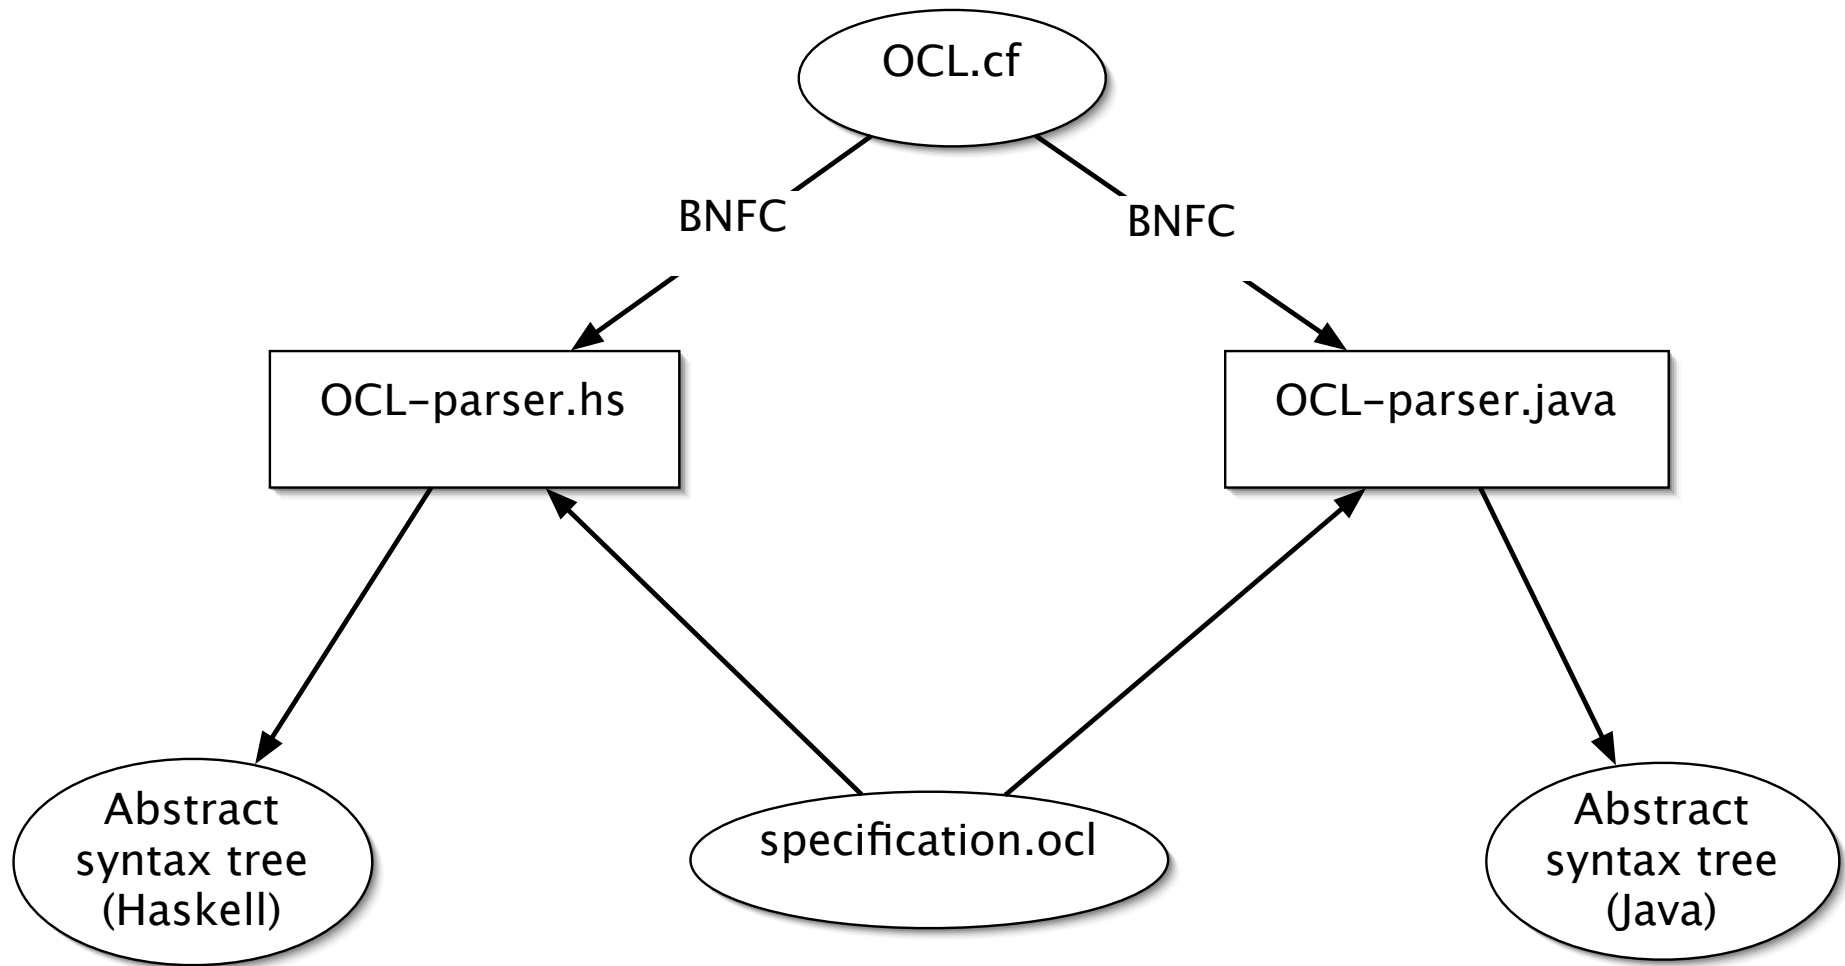 OCL.cf
BNFC
BNFC
OCL-parser.hs
OCL-parser.java
Abstract
syntax tree
(Haskell)
specification.ocl
Abstract
syntax tree
(Java)